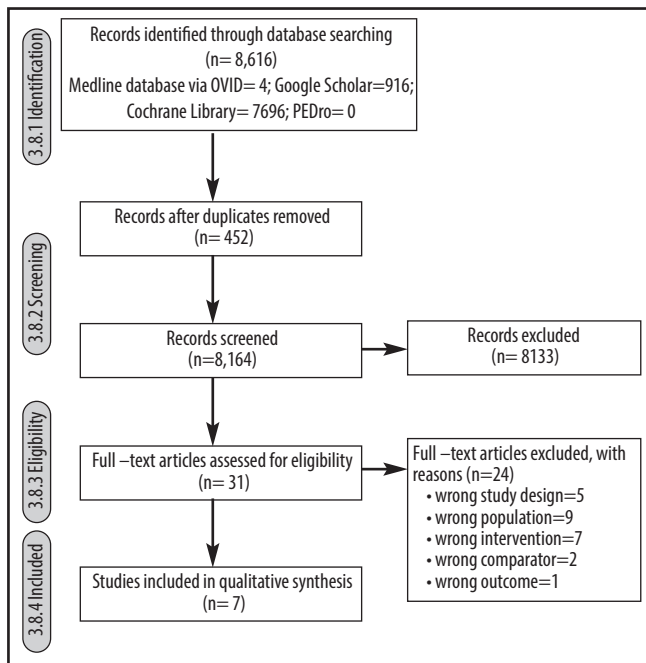 3.8.1 Identification
Records identified through database searching
(n= 8,616)
Medline database via OVID= 4; Google Scholar=916;
Cochrane Library= 7696; PEDro= 0
3.8.2 Screening
Records after duplicates removed
(n= 452)
Records screened
(n=8,164)
Records excluded
(n= 8133)
3.8.3 Eligibility
Full –text articles assessed for eligibility
(n= 31)
Full –text articles excluded, with
reasons (n=24)
• wrong study design=5
• wrong population=9
• wrong intervention=7
• wrong comparator=2
• wrong outcome=1
3.8.4 Included
Studies included in qualitative synthesis
(n= 7)